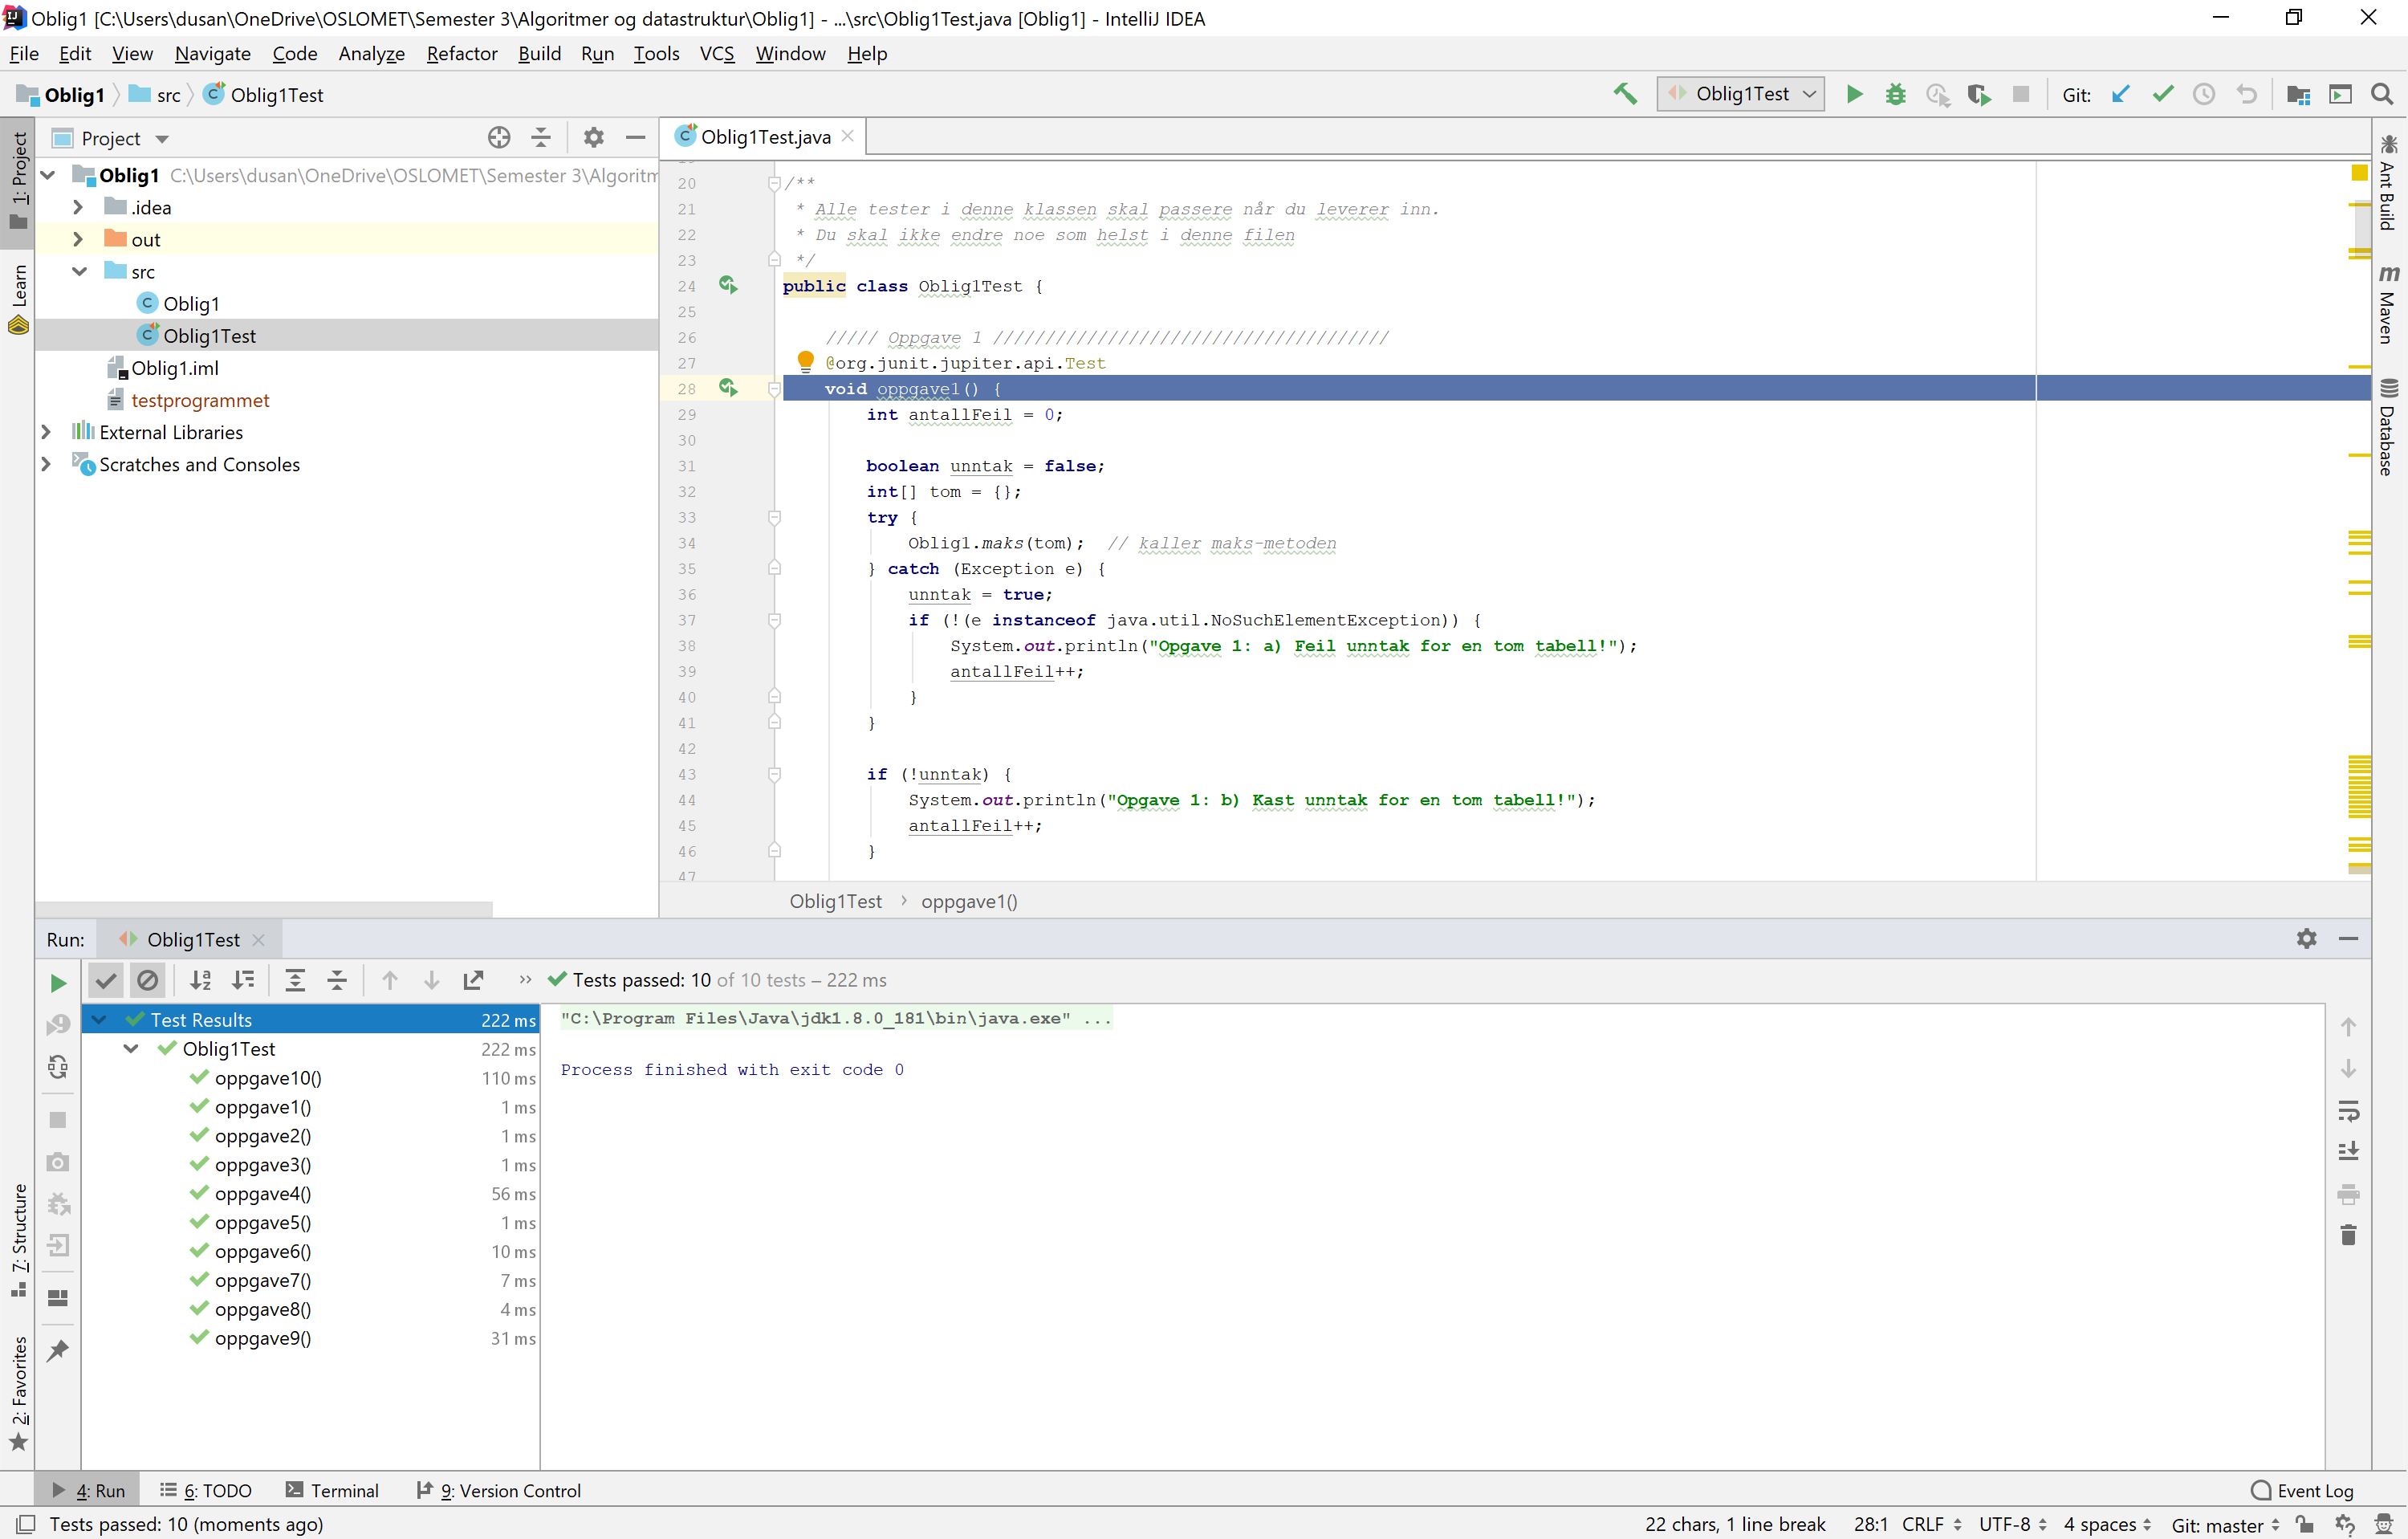 Oblig1 [C:\Users\dusan\OneDrive\OSLOMET\Semester 3\Algoritmer og datastruktur\Oblig1] - ...\src\Oblig1Test.java [Oblig1] - IntelliJ IDEA
File Edit View Navigate Code Analyze Refactor Build Run Tools VCS Window Help
Oblig1 src Oblig1Test
Oblig1Test Git:
1: Project
Learn
7: Structure
2: Favorites
Project
Oblig1 C:\Users\dusan\OneDrive\OSLOMET\Semester 3\Algoritm
.idea
out
src
Oblig1
Oblig1Test
Oblig1.iml
testprogrammet
External Libraries
Scratches and Consoles
Oblig1Test.java
20 /**
21 * Alle tester i denne klassen skal passere når du leverer inn.
22 * Du skal ikke endre noe som helst i denne filen
23 */
24 public class Oblig1Test {
25
26 ///// Oppgave 1 //////////////////////////////////////
27 @org.junit.jupiter.api.Test
28 void oppgave1() {
29 int antallFeil = 0;
30
31 boolean unntak = false;
32 int[] tom = {};
33 try {
34 Oblig1.maks(tom); // kaller maks-metoden
35 } catch (Exception e) {
36 unntak = true;
37 if (!(e instanceof java.util.NoSuchElementException)) {
38 System.out.println("Opgave 1: a) Feil unntak for en tom tabell!");
39 antallFeil++;
40 }
41 }
42
43 if (!unntak) {
44 System.out.println("Opgave 1: b) Kast unntak for en tom tabell!");
45 antallFeil++;
46 }
47
Oblig1Test › oppgave1()
Ant Build
Maven
Database
Run: Oblig1Test
» Tests passed: 10 of 10 tests – 222 ms
Test Results 222 ms
Oblig1Test 222 ms
oppgave10() 110 ms
oppgave1() 1 ms
oppgave2() 1 ms
oppgave3() 1 ms
oppgave4() 56 ms
oppgave5() 1 ms
oppgave6() 10 ms
oppgave7() 7 ms
oppgave8() 4 ms
oppgave9() 31 ms
"C:\Program Files\Java\jdk1.8.0_181\bin\java.exe" ...
Process finished with exit code 0
4: Run 6: TODO Terminal 9: Version Control Event Log
Tests passed: 10 (moments ago) 22 chars, 1 line break 28:1 CRLF UTF-8 4 spaces Git: master